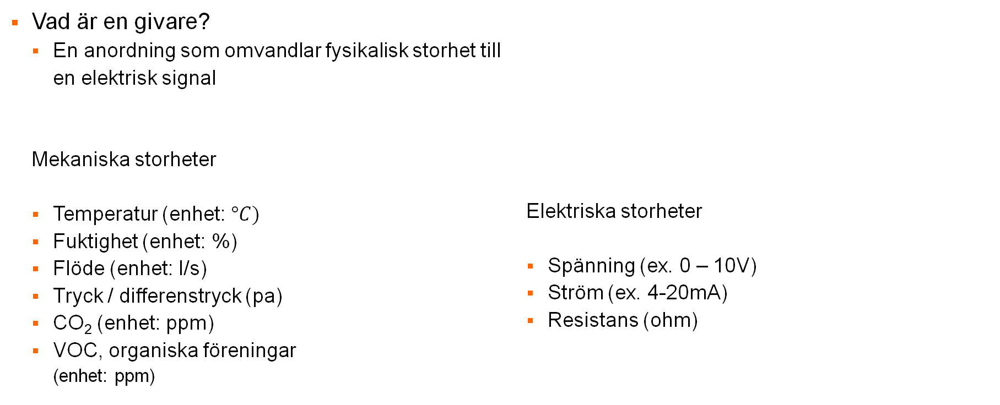 Vad är en givare?
En anordning som omvandlar fysikalisk storhet till
en elektrisk signal
Mekaniska storheter
Temperatur (enhet: °C)
Fuktighet (enhet: %)
Flöde (enhet: l/s)
Tryck / differenstryck (pa)
CO₂ (enhet: ppm)
VOC, organiska föreningar
(enhet: ppm)
Elektriska storheter
Spänning (ex. 0 – 10V)
Ström (ex. 4-20mA)
Resistans (ohm)